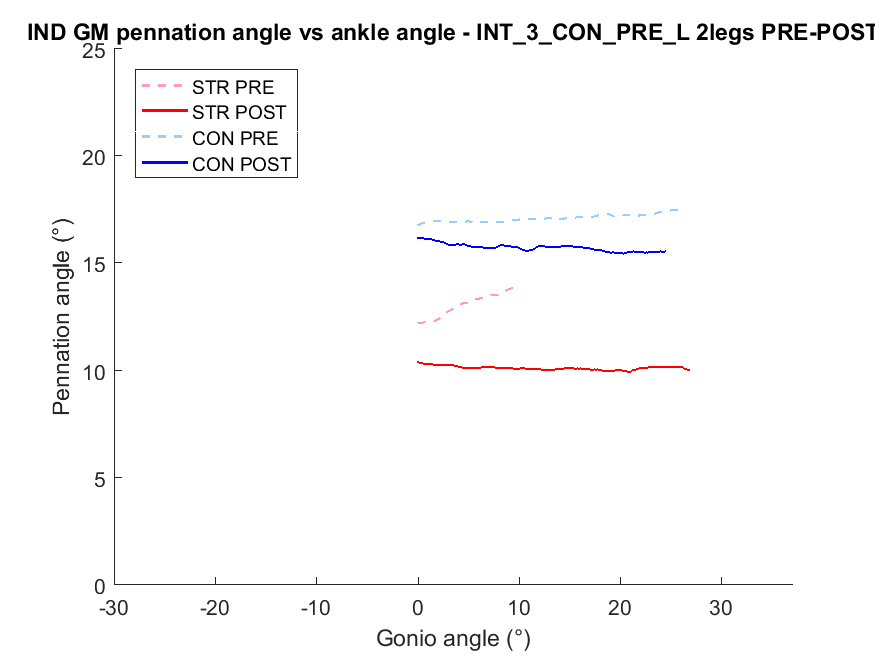 IND GM pennation angle vs ankle angle - INT_3_CON_PRE_L 2legs PRE-POST
25
20
15
10
5
0
Pennation angle (°)
STR PRE
STR POST
CON PRE
CON POST
-30
-20
-10
0
10
20
30
Gonio angle (°)